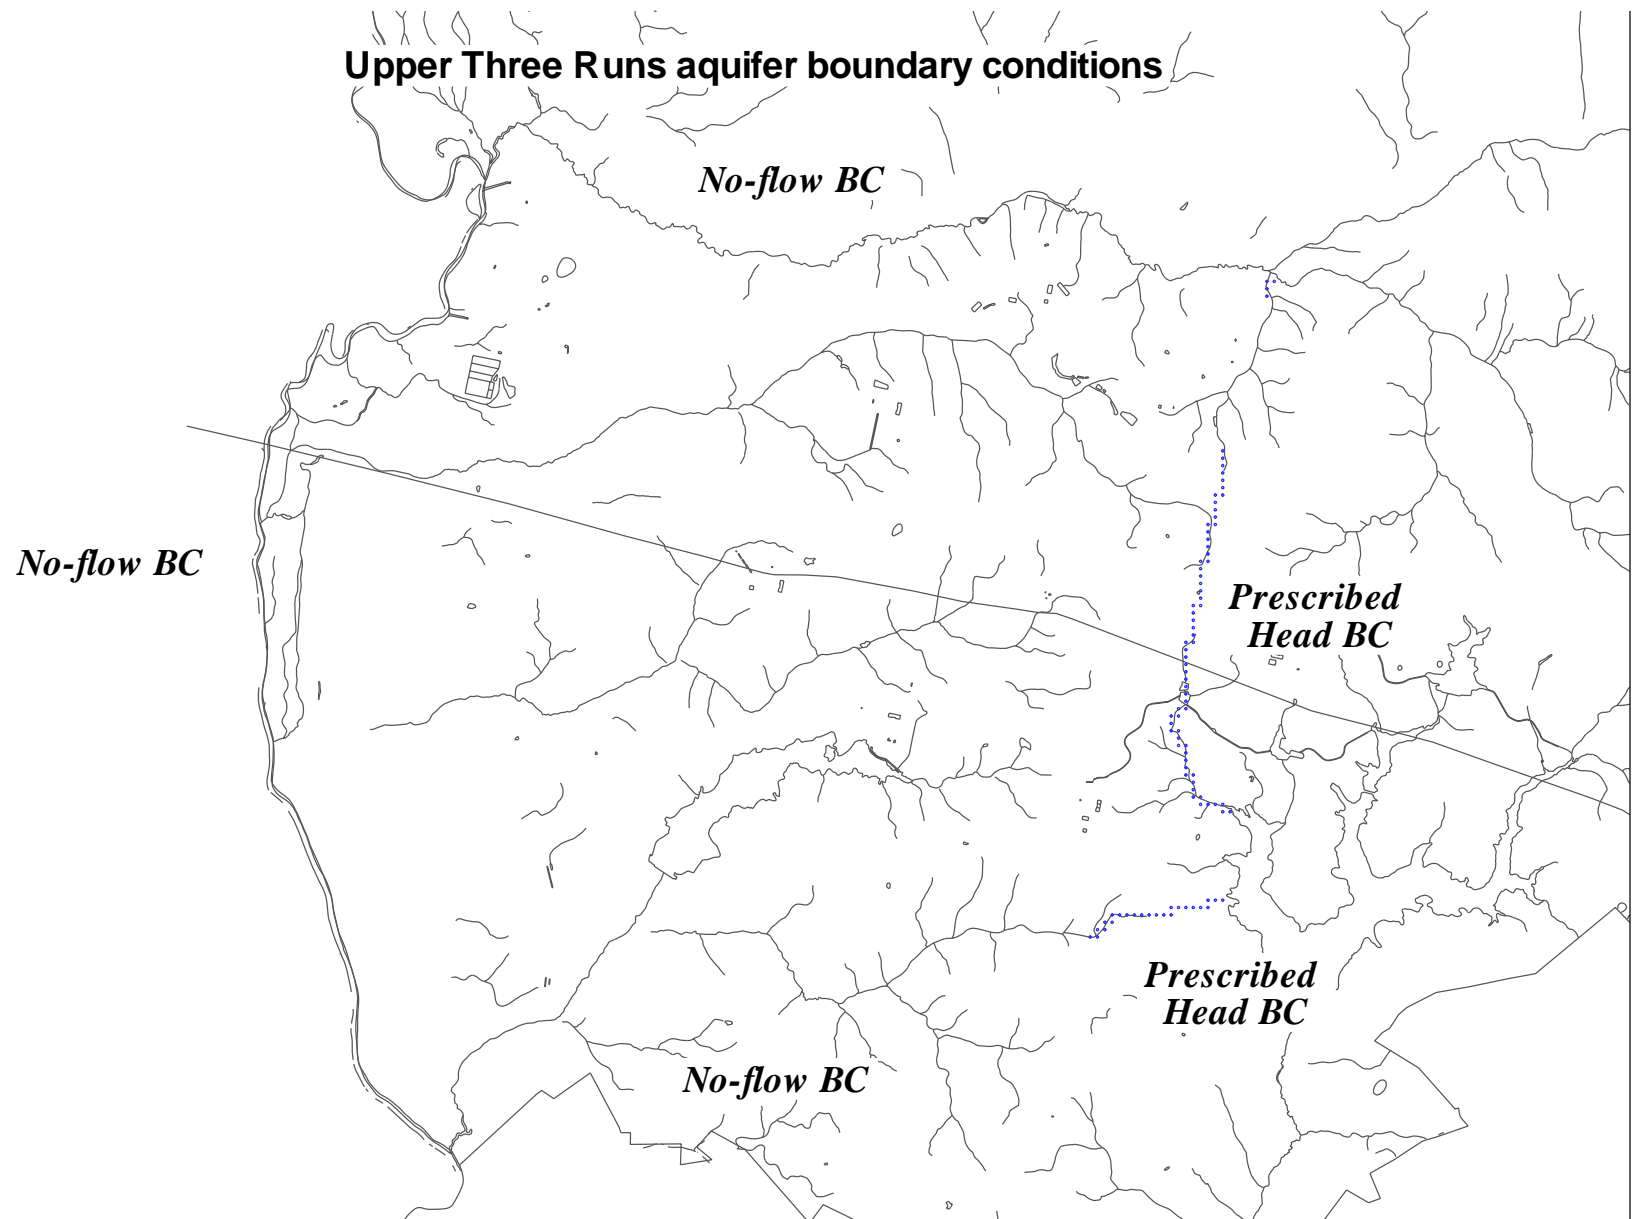 Upper Three Runs aquifer boundary conditions
No-flow BC
No-flow BC
Prescribed
Head BC
Prescribed
Head BC
No-flow BC